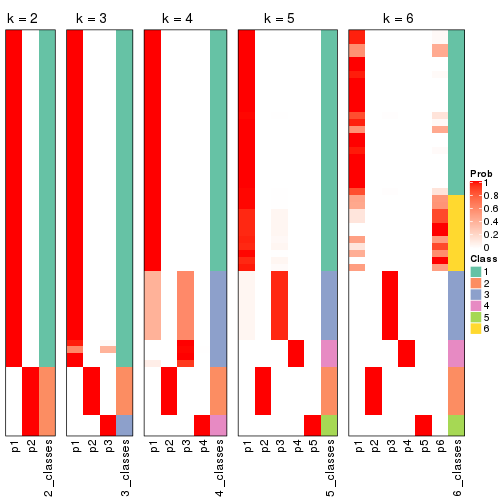 k = 2
k = 3
k = 4
k = 5
k = 6
Prob
1
0.8
0.6
0.4
0.2
0
Class
1
2
3
4
5
6
p1
p2
2_classes
p1
p2
p3
3_classes
p1
p2
p3
p4
4_classes
p1
p2
p3
p4
p5
5_classes
p1
p2
p3
p4
p5
p6
6_classes